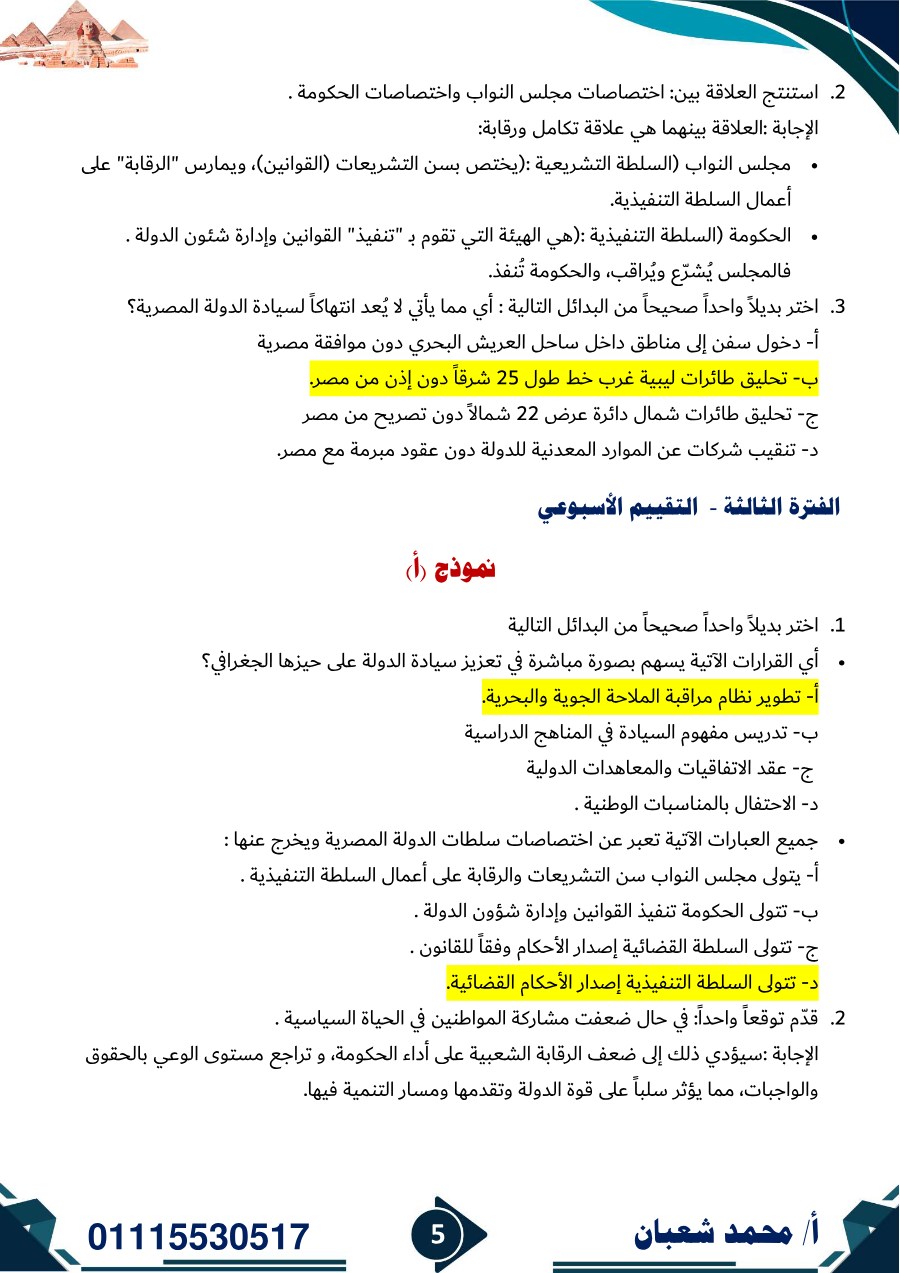 2. استنتج العلاقة بين: اختصاصات مجلس النواب واختصاصات الحكومة .
الإجابة :العلاقة بينهما هي علاقة تكامل ورقابة:
• مجلس النواب (السلطة التشريعية :(يختص بسن التشريعات (القوانين)، ويمارس "الرقابة" على
أعمال السلطة التنفيذية.
• الحكومة (السلطة التنفيذية :(هي الهيئة التي تقوم بـ "تنفيذ" القوانين وإدارة شئون الدولة .
فالمجلس يُشرّع ويُراقب، والحكومة تُنفذ.
3. اختر بديلاً واحداً صحيحاً من البدائل التالية : أي مما يأتي لا يُعد انتهاكاً لسيادة الدولة المصرية؟
أ- دخول سفن إلى مناطق داخل ساحل العريش البحري دون موافقة مصرية
ب- تحليق طائرات ليبية غرب خط طول 25 شرقاً دون إذن من مصر.
ج- تحليق طائرات شمال دائرة عرض 22 شمالاً دون تصريح من مصر
د- تنقيب شركات عن الموارد المعدنية للدولة دون عقود مبرمة مع مصر.
الفترة الثالثة - التقييم الأسبوعي
نموذج (أ)
1. اختر بديلاً واحداً صحيحاً من البدائل التالية
• أي القرارات الآتية يسهم بصورة مباشرة في تعزيز سيادة الدولة على حيزها الجغرافي؟
أ- تطوير نظام مراقبة الملاحة الجوية والبحرية.
ب- تدريس مفهوم السيادة في المناهج الدراسية
ج- عقد الاتفاقيات والمعاهدات الدولية
د- الاحتفال بالمناسبات الوطنية .
• جميع العبارات الآتية تعبر عن اختصاصات سلطات الدولة المصرية ويخرج عنها :
أ- يتولى مجلس النواب سن التشريعات والرقابة على أعمال السلطة التنفيذية .
ب- تتولى الحكومة تنفيذ القوانين وإدارة شؤون الدولة .
ج- تتولى السلطة القضائية إصدار الأحكام وفقاً للقانون .
د- تتولى السلطة التنفيذية إصدار الأحكام القضائية.
2. قدّم توقعاً واحداً: في حال ضعفت مشاركة المواطنين في الحياة السياسية .
الإجابة :سيؤدي ذلك إلى ضعف الرقابة الشعبية على أداء الحكومة، و تراجع مستوى الوعي بالحقوق
والواجبات، مما يؤثر سلباً على قوة الدولة وتقدمها ومسار التنمية فيها.
أ/ محمد شعبان
5
01115530517